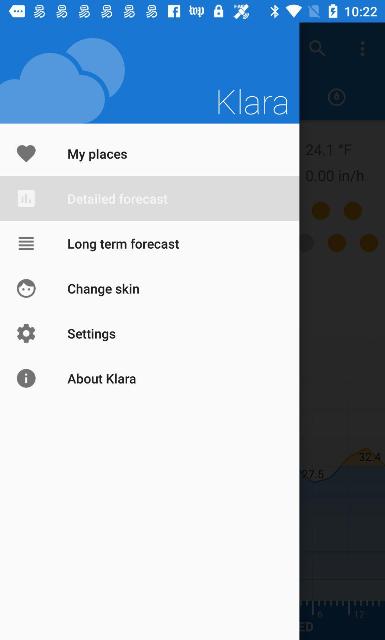 10:22
Klara
My places
Detailed forecast
Long term forecast
Change skin
Settings
About Klara
24.1 °F
0.00 in/h
32.4
27.5
6
12
ED